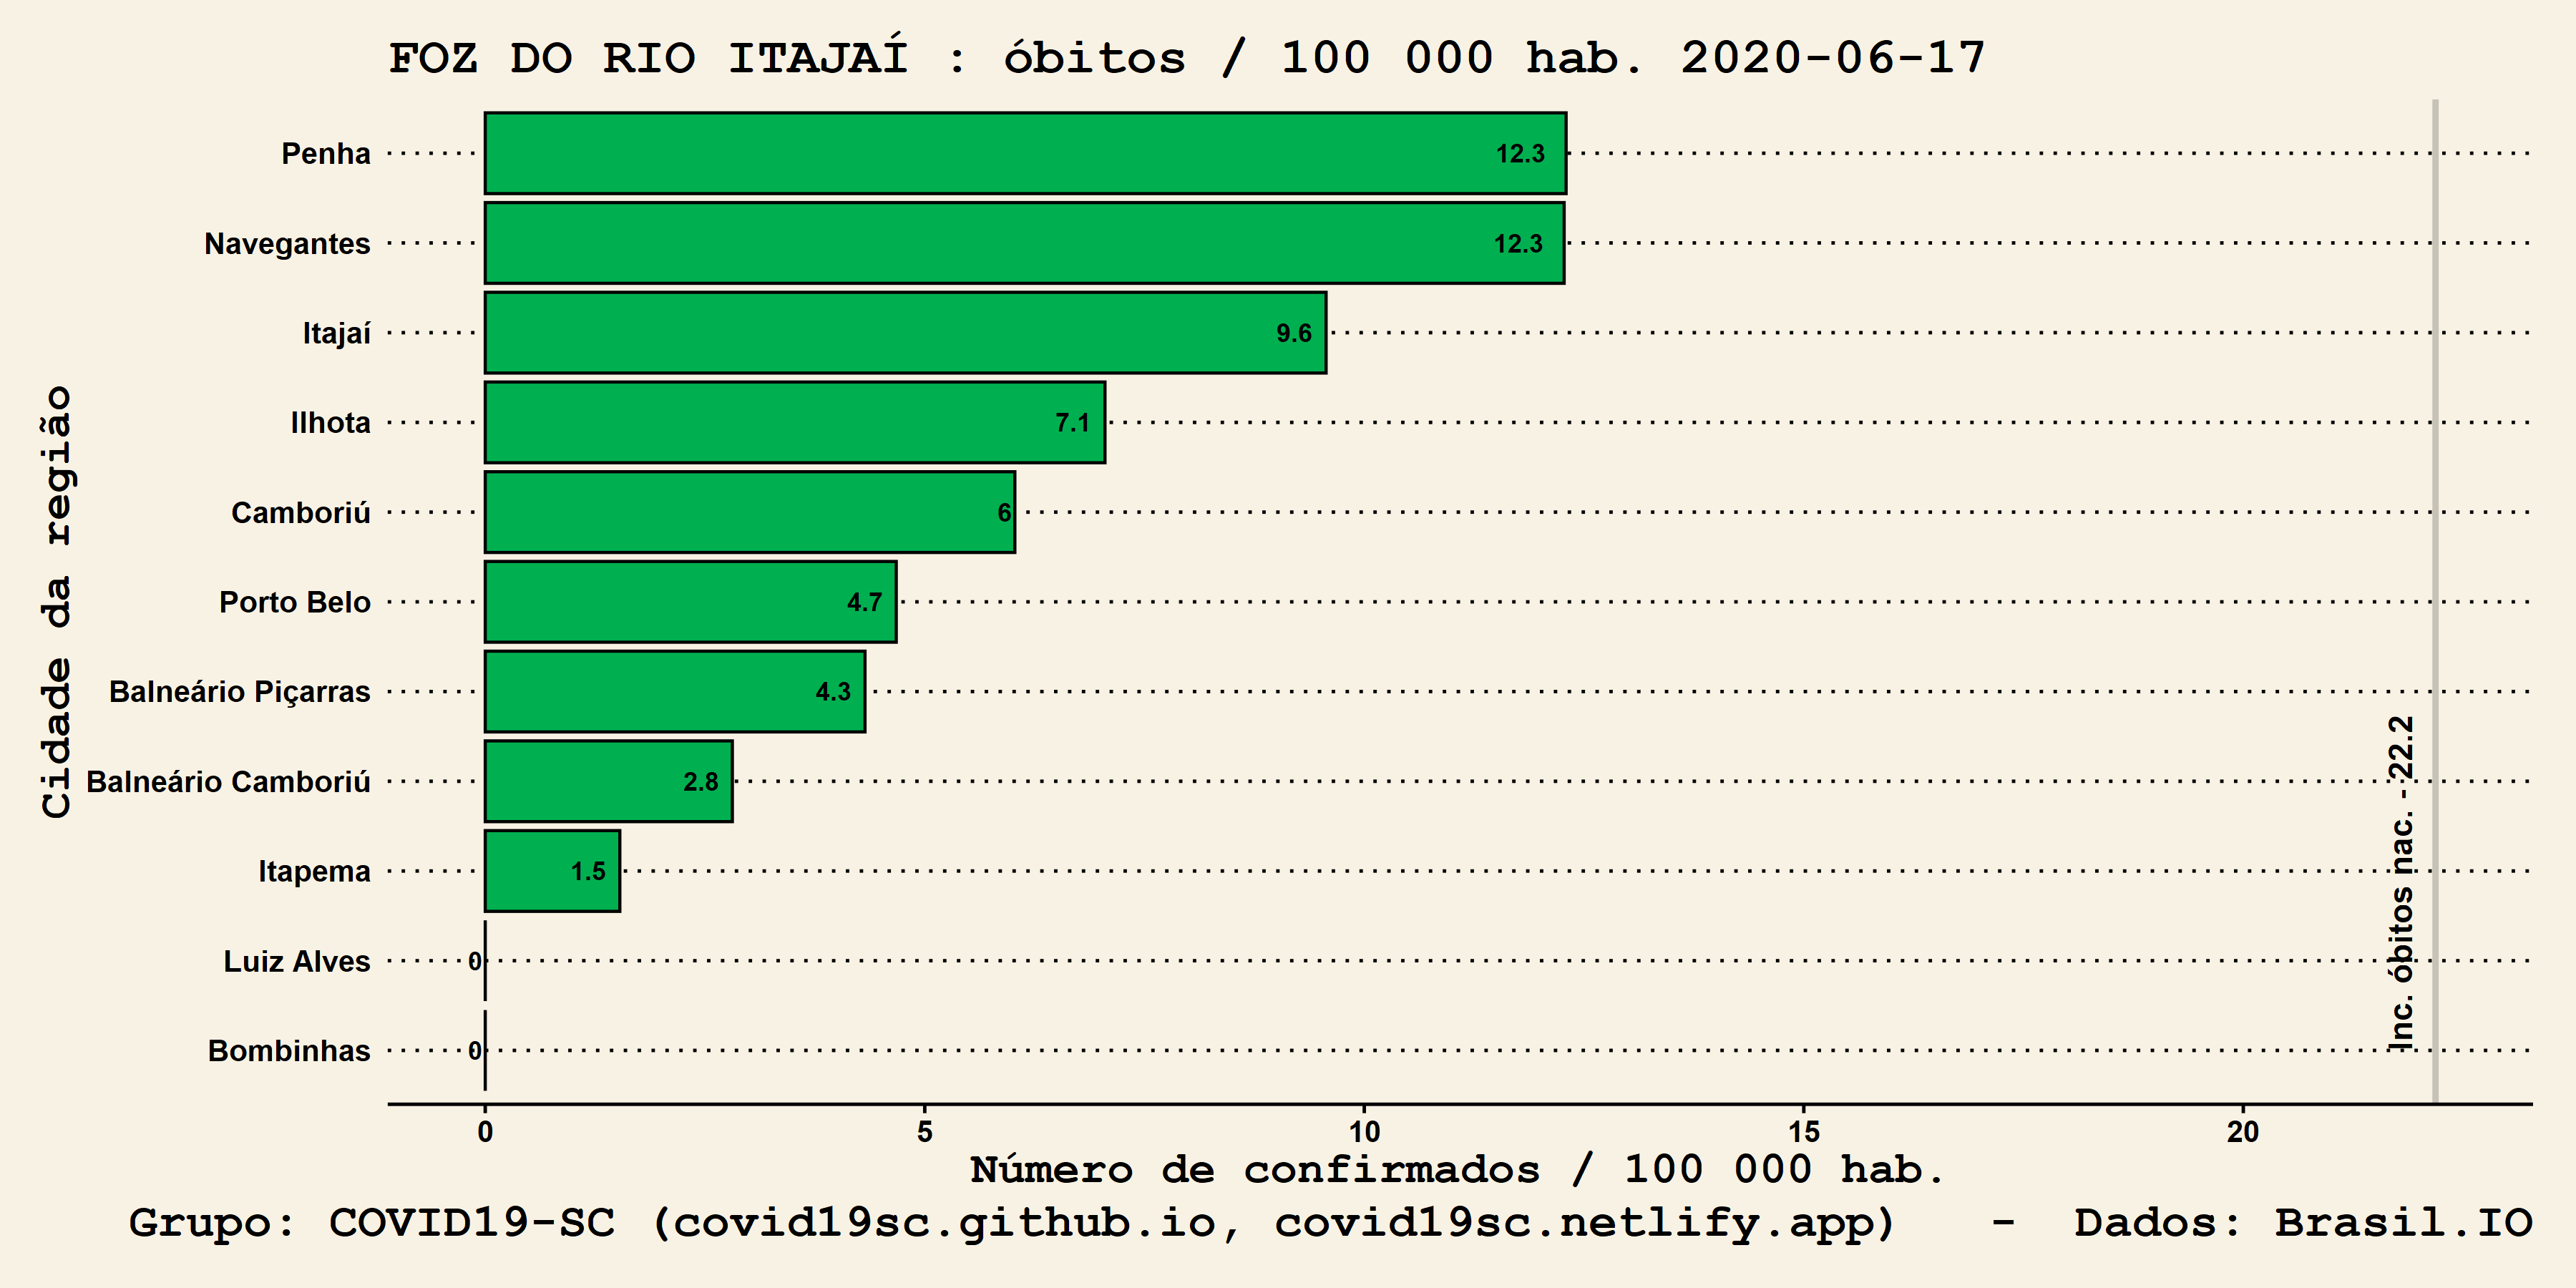 FOZ DO RIO ITAJAÍ : óbitos / 100 000 hab. 2020-06-17
Cidade da região
Penha 12.3
Navegantes 12.3
Itajaí 9.6
Ilhota 7.1
Camboriú 6
Porto Belo 4.7
Balneário Piçarras 4.3
Balneário Camboriú 2.8
Itapema 1.5
Luiz Alves 0
Bombinhas 0
Inc. óbitos nac. - 22.2
0 5 10 15 20
Número de confirmados / 100 000 hab.
Grupo: COVID19-SC (covid19sc.github.io, covid19sc.netlify.app) - Dados: Brasil.IO